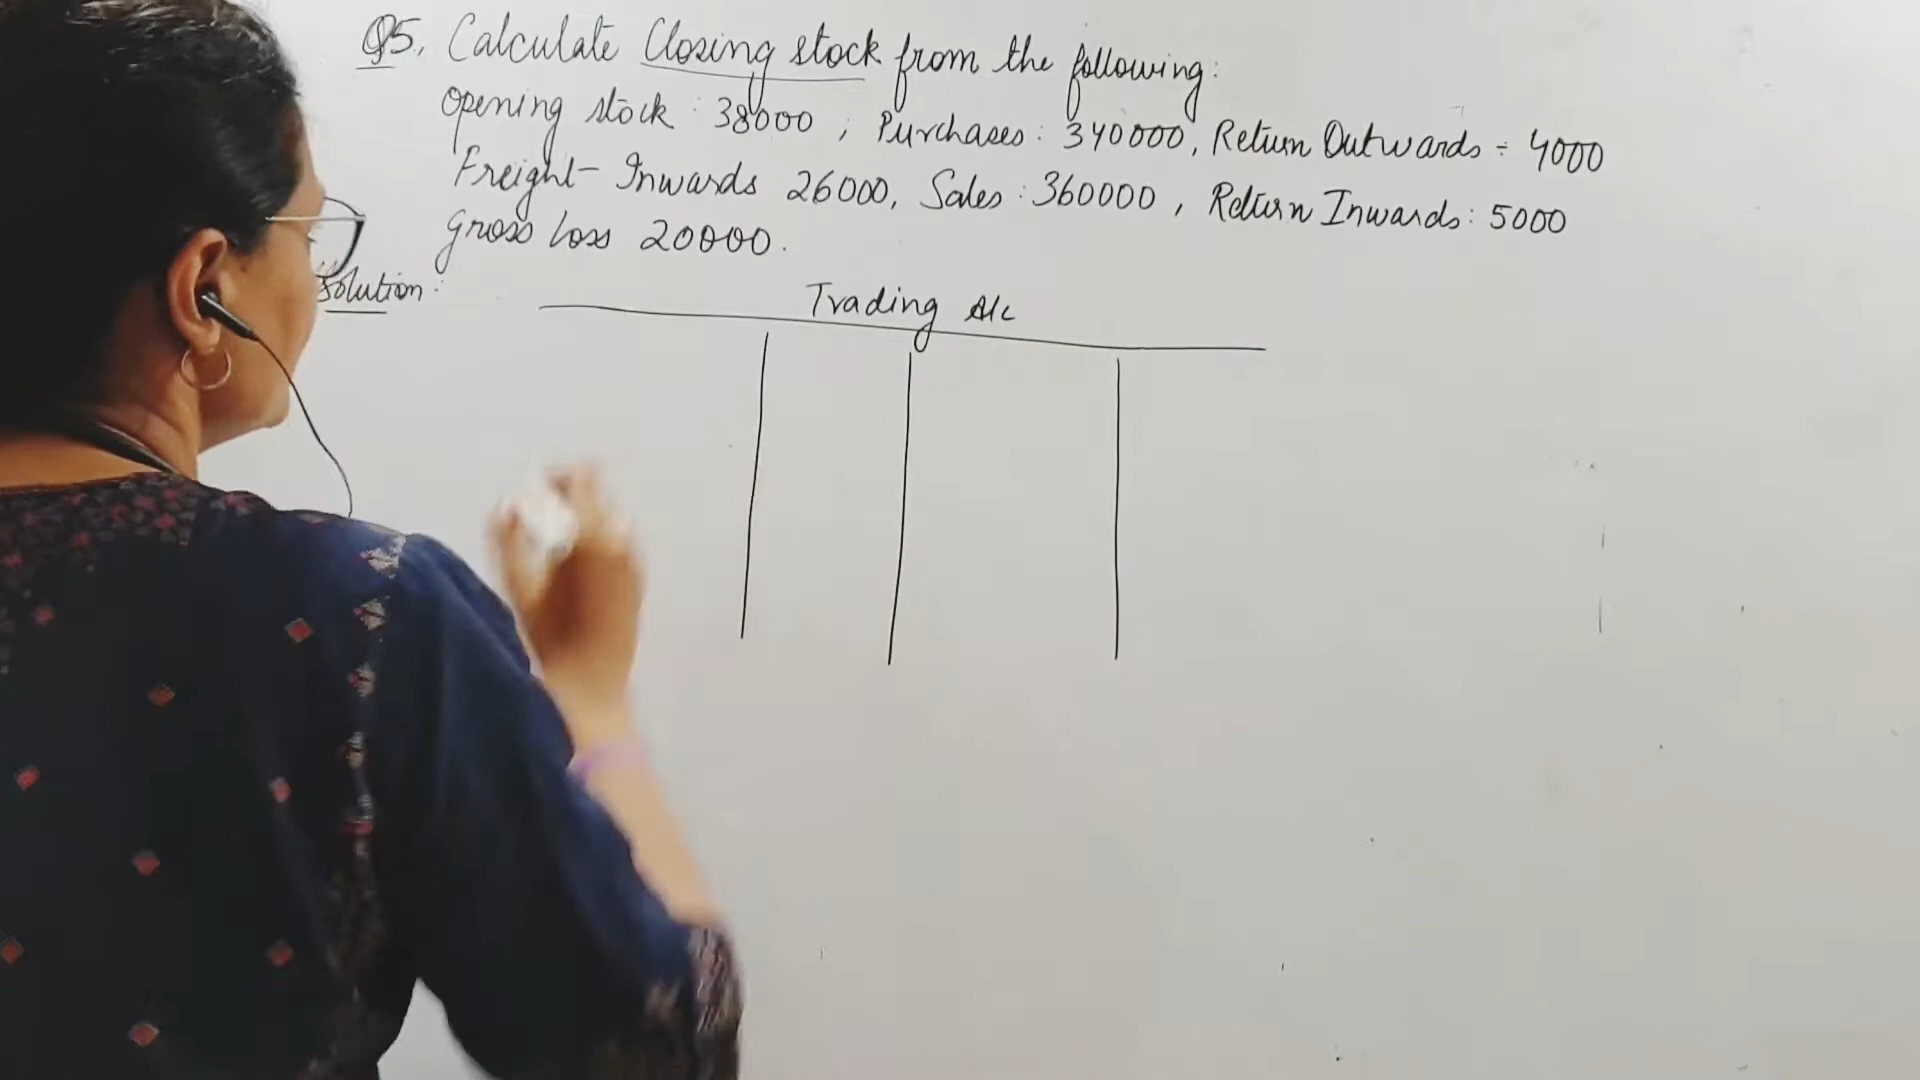 Q5. Calculate Closing stock from the following:
Opening stock : 38000 ; Purchases : 340000, Return Outwards : 4000
Freight-Inwards 26000, Sales : 360000, Return Inwards : 5000
Gross Loss 20000.
Solution:
Trading A/c